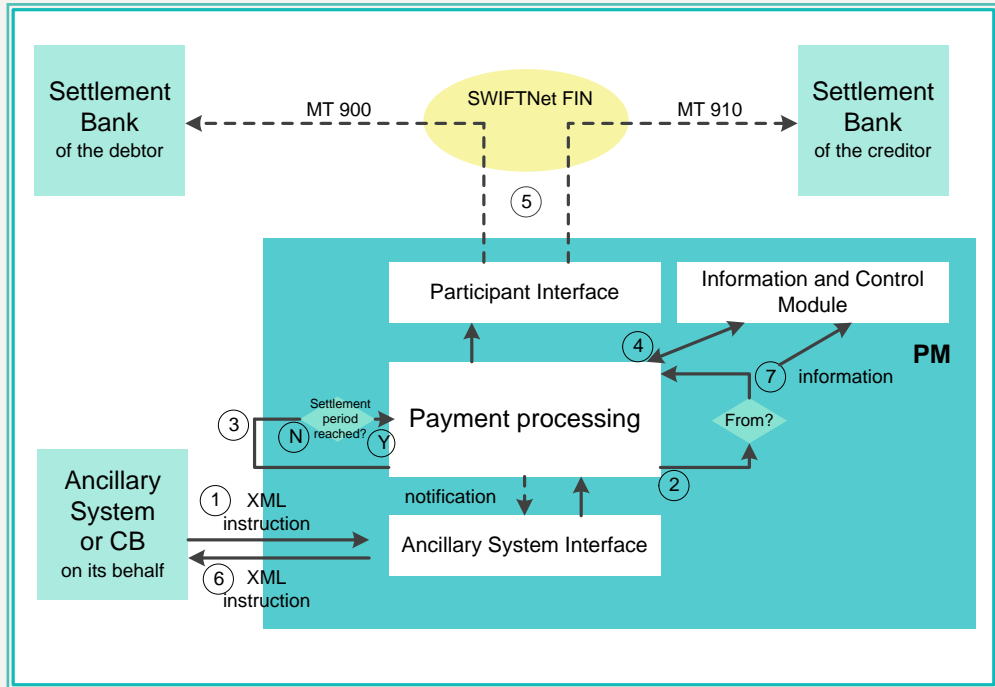 Settlement
Bank
of the debtor
MT 900
SWIFTNet FIN
MT 910
Settlement
Bank
of the creditor
5
Participant Interface
Information and Control
Module
PM
4
7
information
Settlement
period
reached?
3
N
Y
Payment processing
From?
2
notification
Ancillary
System
or CB
on its behalf
1
XML
instruction
Ancillary System Interface
6
XML
instruction